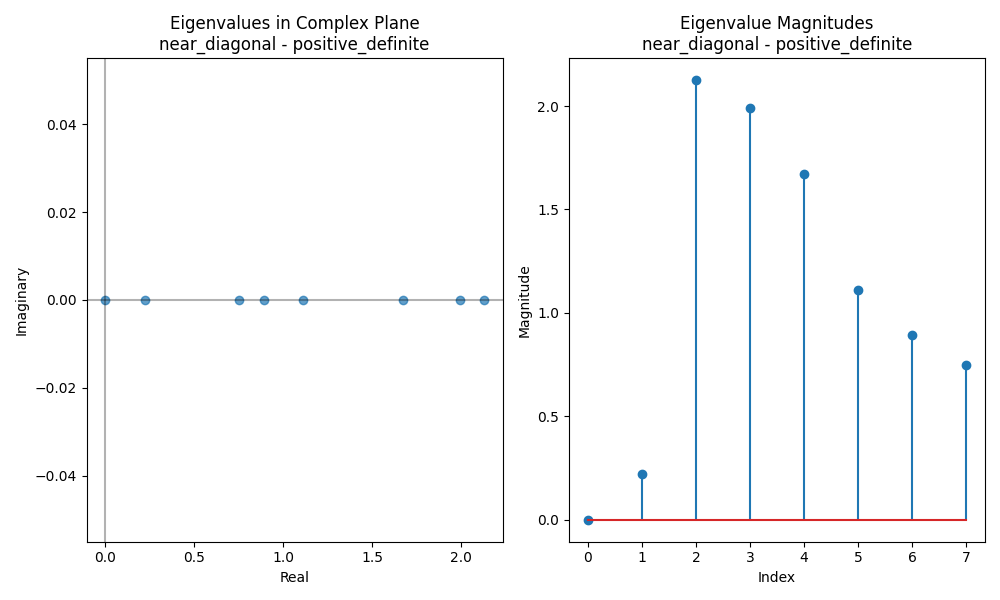 Eigenvalues in Complex Plane
near_diagonal - positive_definite
Imaginary
0.04
0.02
0.00
−0.02
−0.04
0.0 0.5 1.0 1.5 2.0
Real
Eigenvalue Magnitudes
near_diagonal - positive_definite
Magnitude
2.0
1.5
1.0
0.5
0.0
0 1 2 3 4 5 6 7
Index